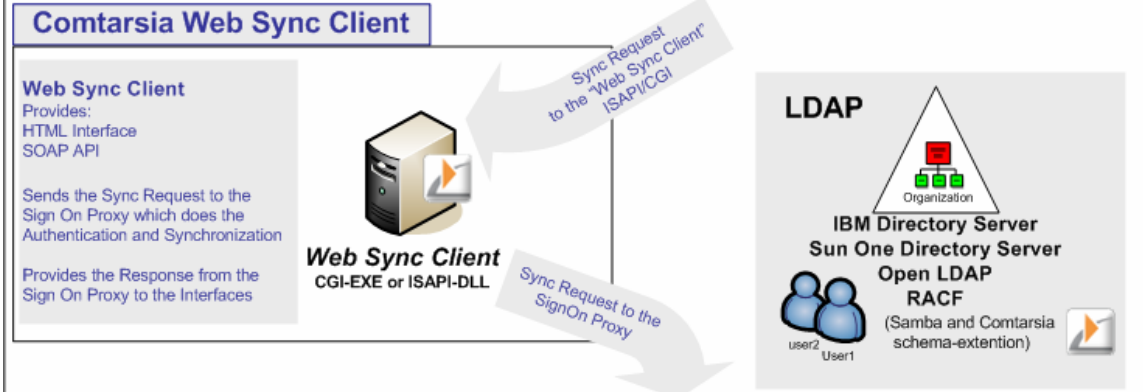 Comtarsia Web Sync Client
Web Sync Client
Provides:
HTML Interface
SOAP API
Sends the Sync Request to the
Sign On Proxy which does the
Authentication and Synchronization
Provides the Response from the
Sign On Proxy to the Interfaces
Web Sync Client
CGI-EXE or ISAPI-DLL
Sync Request
to the "Web Sync Client"
ISAPI/CGI
Sync Request to the
SignOn Proxy
LDAP
Organization
IBM Directory Server
Sun One Directory Server
Open LDAP
RACF
(Samba and Comtarsia
schema-extention)
user2
User1